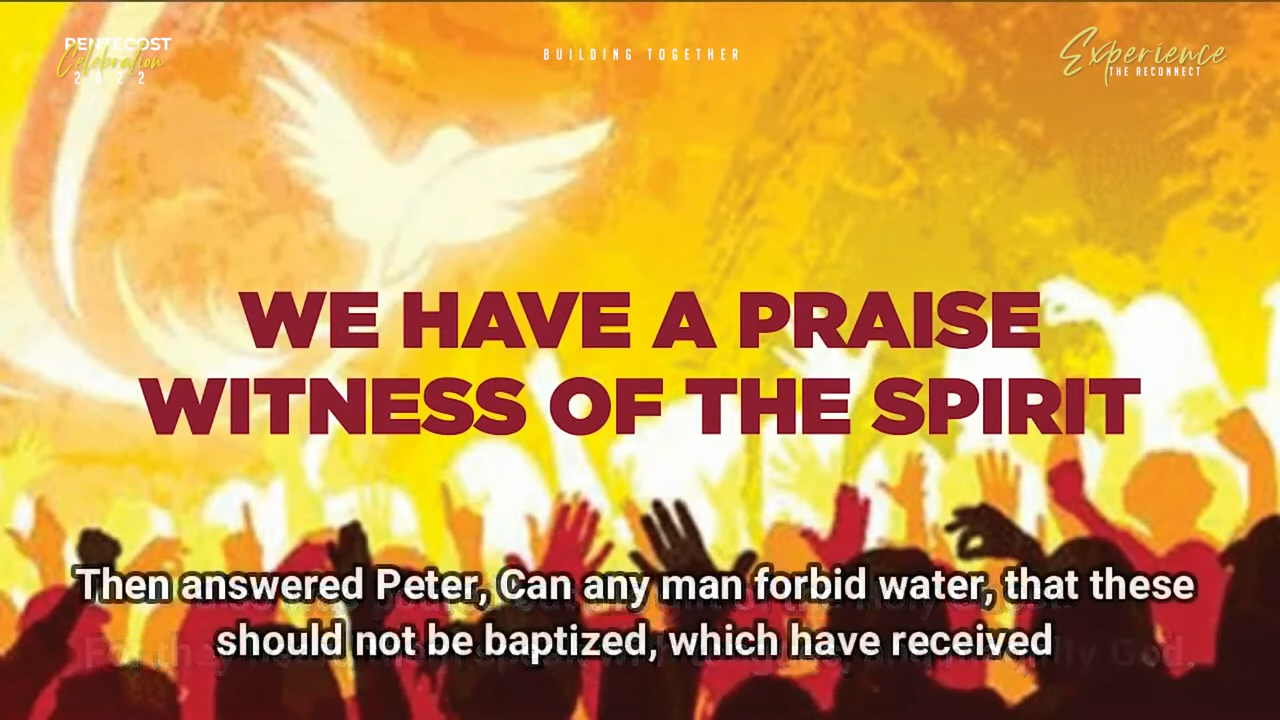 PENTECOST
Celebration
2022
BUILDING TOGETHER
Experience
THE RECONNECT
WE HAVE A PRAISE
WITNESS OF THE SPIRIT
Then answered Peter, Can any man forbid water, that these
should not be baptized, which have received